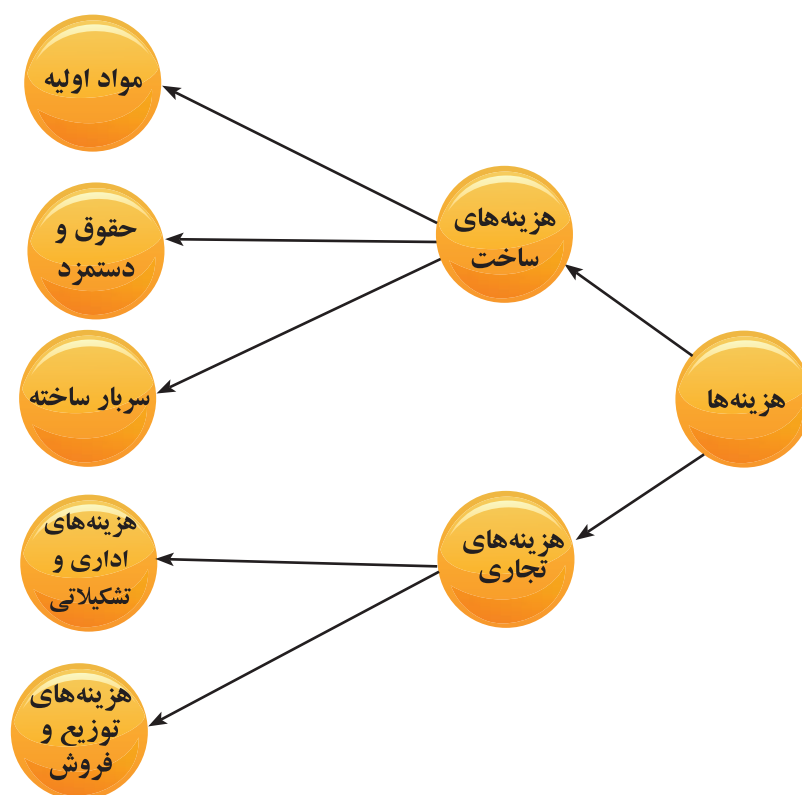 هزینه‌ها
هزینه‌های
ساخت
مواد اولیه
حقوق و
دستمزد
سربار ساخته
هزینه‌های
تجاری
هزینه‌های
اداری و
تشکیلاتی
هزینه‌های
توزیع و
فروش